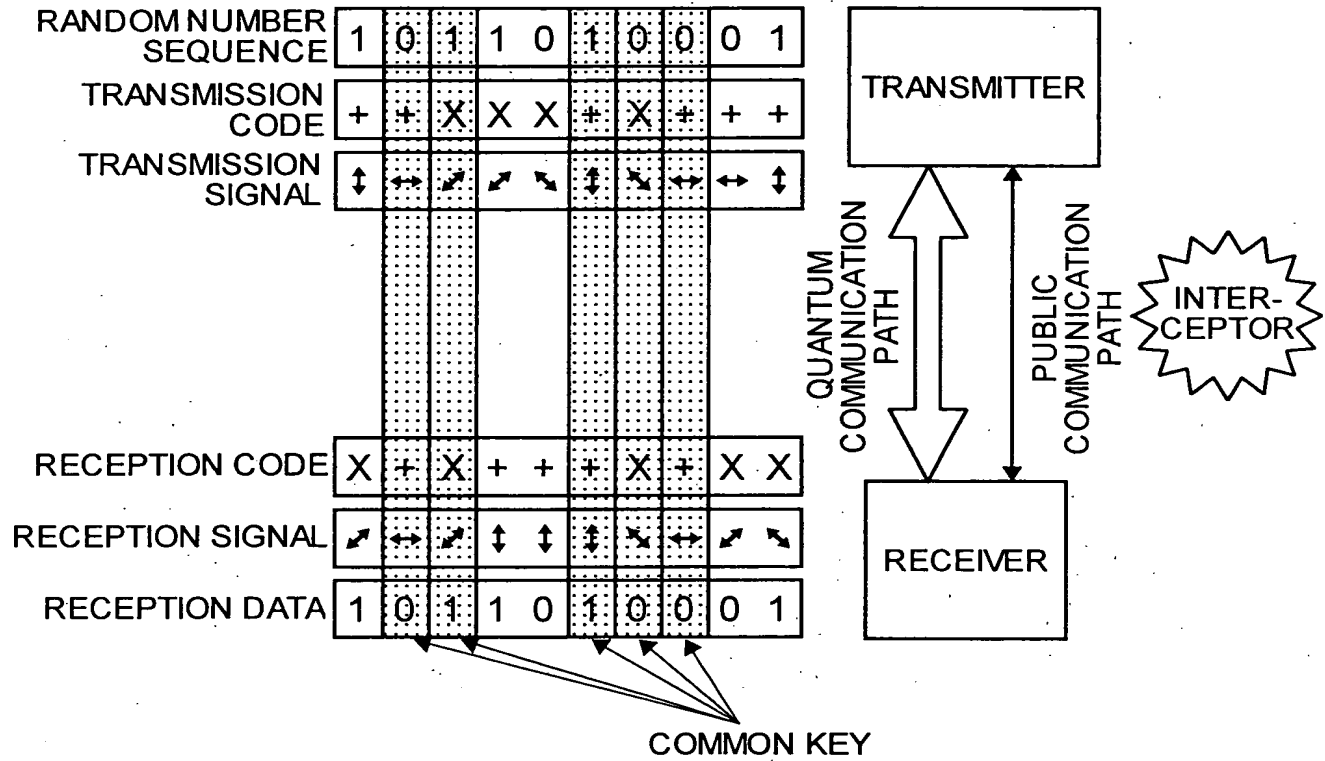 RANDOM NUMBER
SEQUENCE
1 0 1 1 0 1 0 0 0 1
TRANSMISSION
CODE
+ + X X X + X + + +
TRANSMISSION
SIGNAL
↕ ↔ ⤢ ⤢ ⤡ ↕ ⤡ ↔ ↔ ↕
TRANSMITTER
QUANTUM
COMMUNICATION
PATH
PUBLIC
COMMUNICATION
PATH
INTER-
CEPTOR
RECEPTION CODE
X + X + + + X + X X
RECEPTION SIGNAL
⤢ ↔ ⤢ ↕ ↕ ↕ ⤡ ↔ ⤢ ⤡
RECEPTION DATA
1 0 1 1 0 1 0 0 0 1
RECEIVER
COMMON KEY